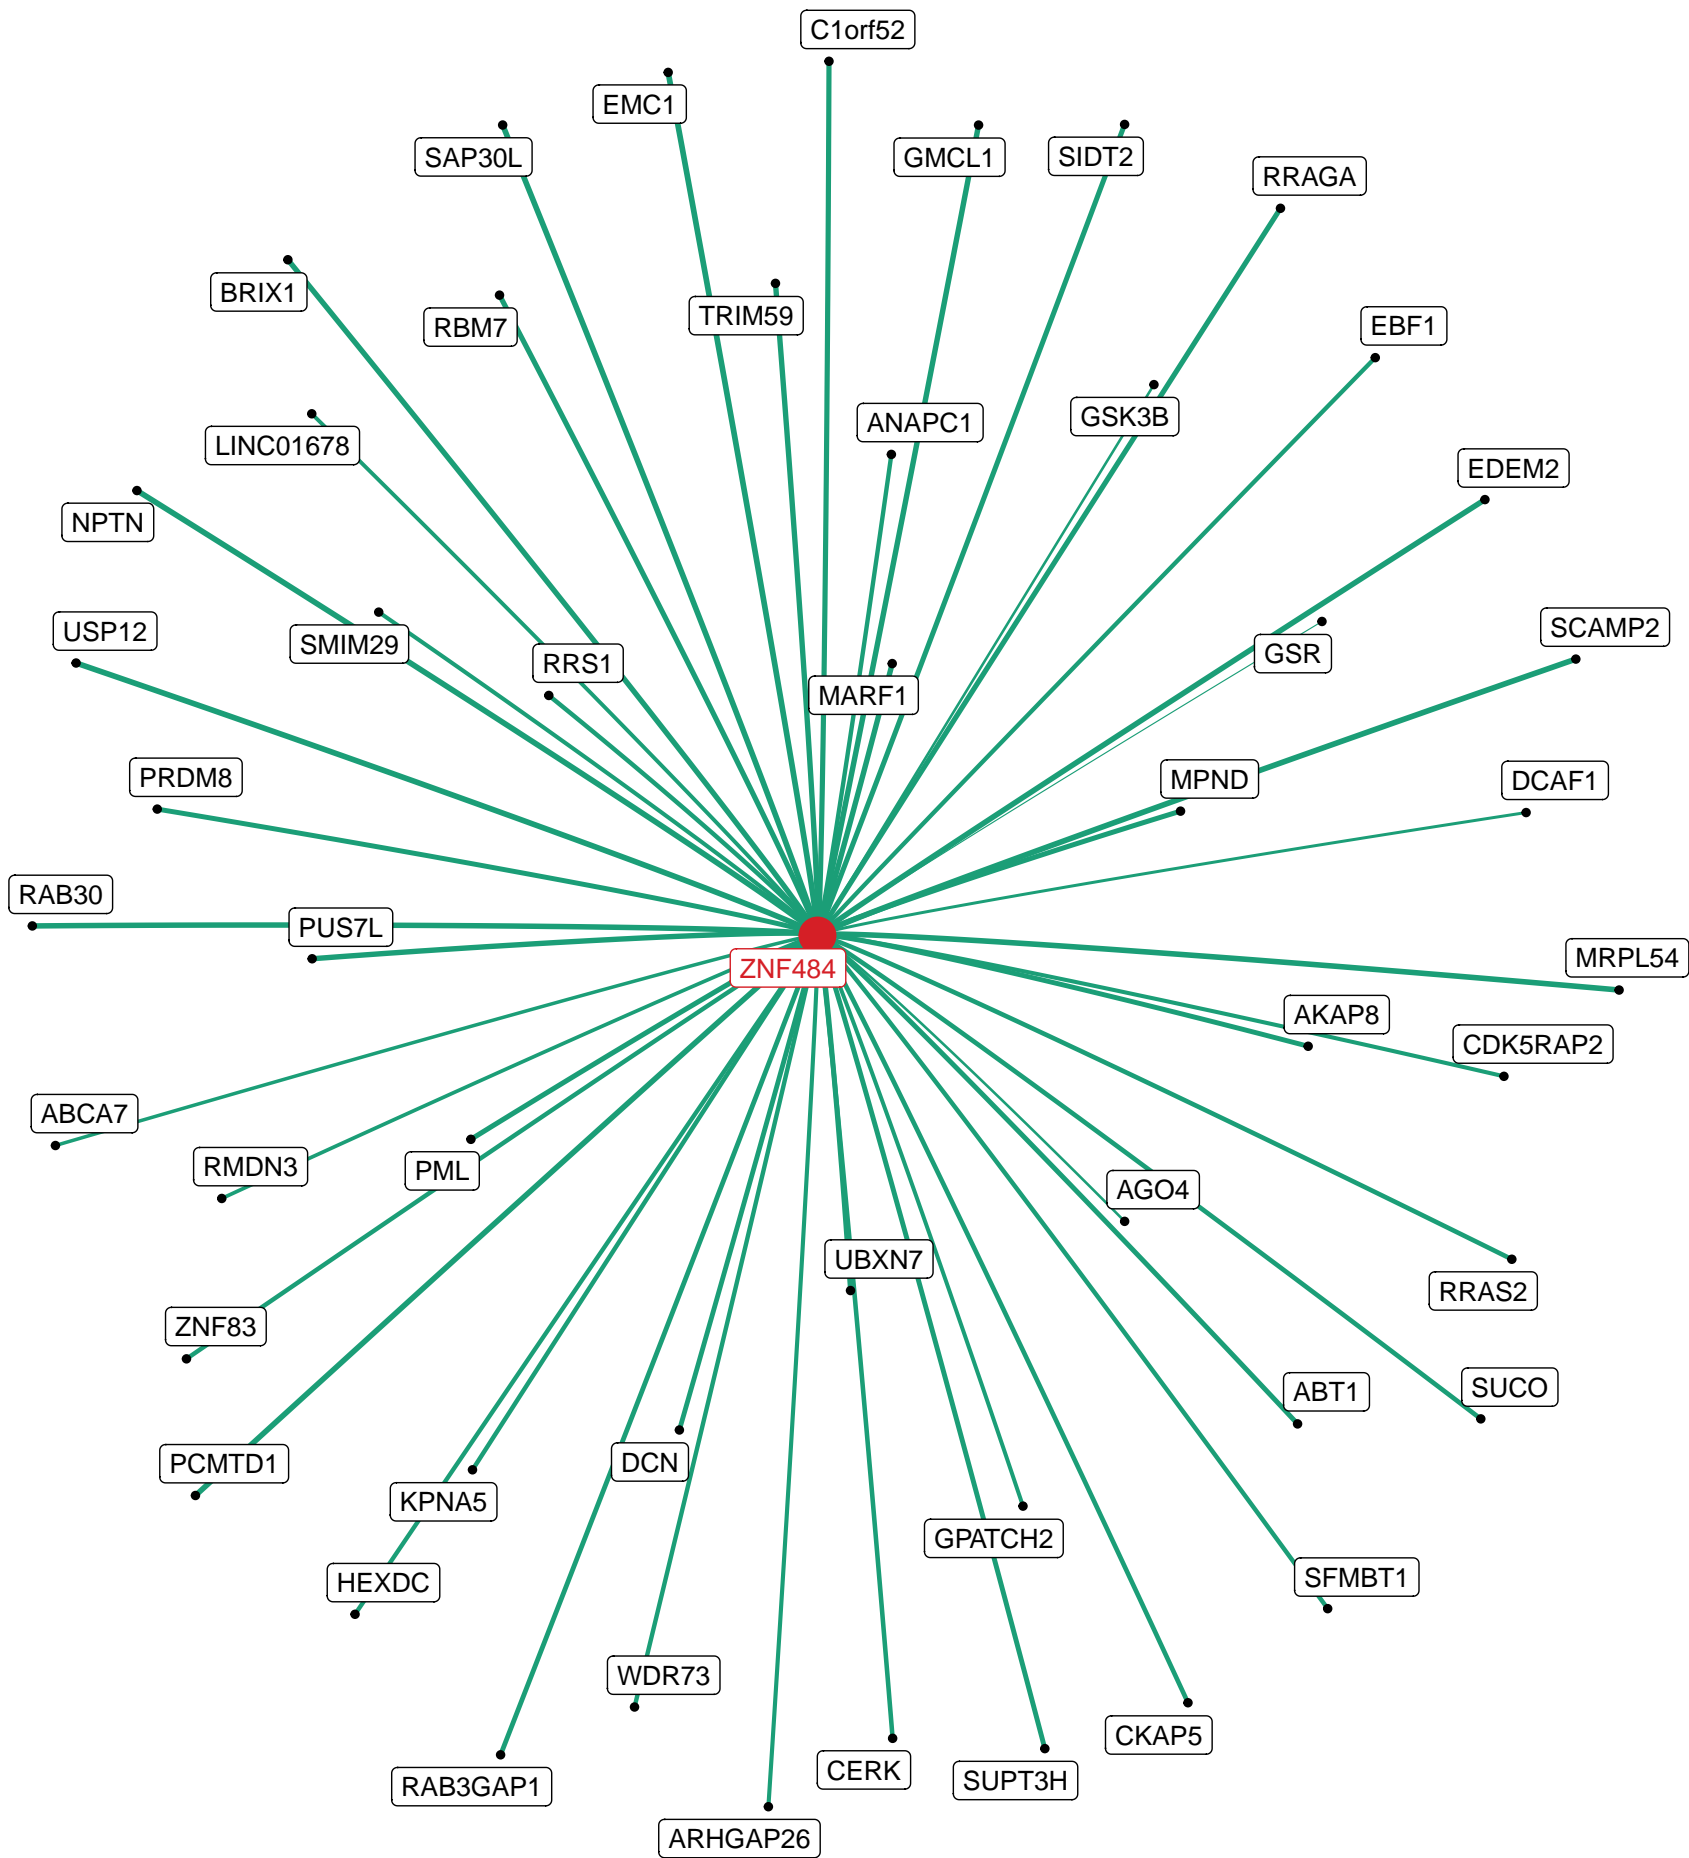 C1orf52
EMC1
SAP30L
GMCL1
SIDT2
RRAGA
BRIX1
RBM7
TRIM59
EBF1
ANAPC1
GSK3B
LINC01678
EDEM2
NPTN
USP12
SMIM29
RRS1
MARF1
GSR
SCAMP2
PRDM8
MPND
DCAF1
RAB30
PUS7L
ZNF484
MRPL54
AKAP8
CDK5RAP2
ABCA7
RMDN3
PML
AGO4
UBXN7
RRAS2
ZNF83
ABT1
SUCO
PCMTD1
DCN
KPNA5
GPATCH2
HEXDC
SFMBT1
WDR73
CKAP5
CERK
SUPT3H
RAB3GAP1
ARHGAP26